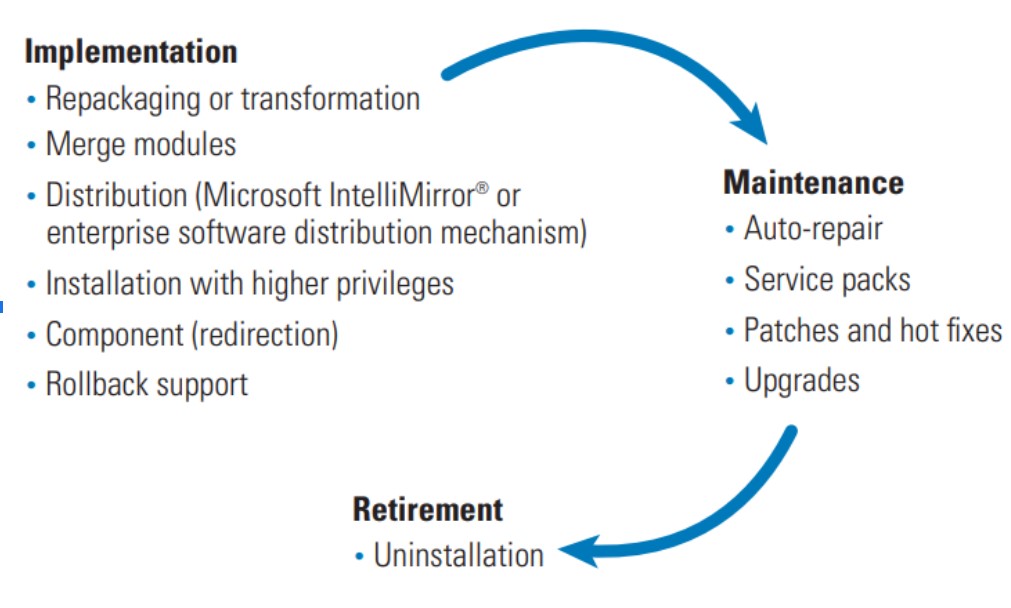 Implementation
• Repackaging or transformation
• Merge modules
• Distribution (Microsoft IntelliMirror® or
enterprise software distribution mechanism)
• Installation with higher privileges
• Component (redirection)
• Rollback support
Maintenance
• Auto-repair
• Service packs
• Patches and hot fixes
• Upgrades
Retirement
• Uninstallation